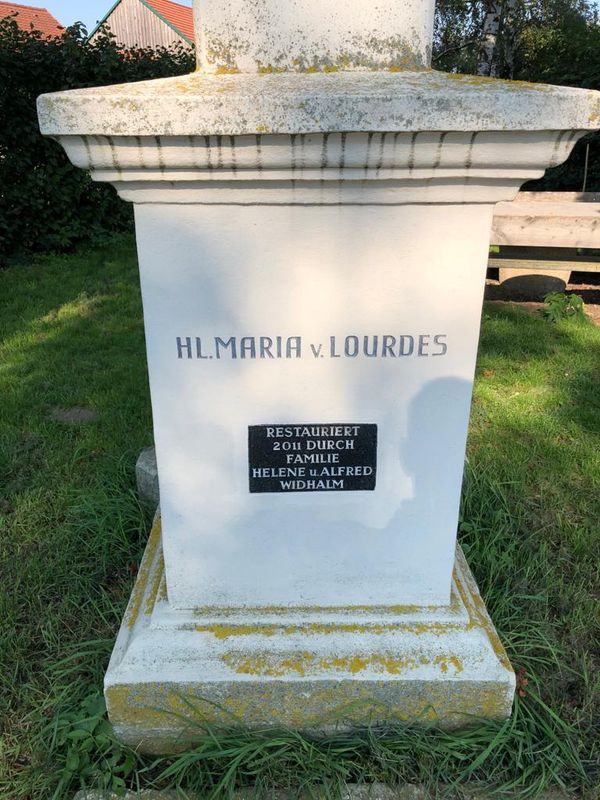 HL.MARIA v. LOURDES
RESTAURIERT
2011 DURCH
FAMILIE
HELENE u. ALFRED
WIDHALM